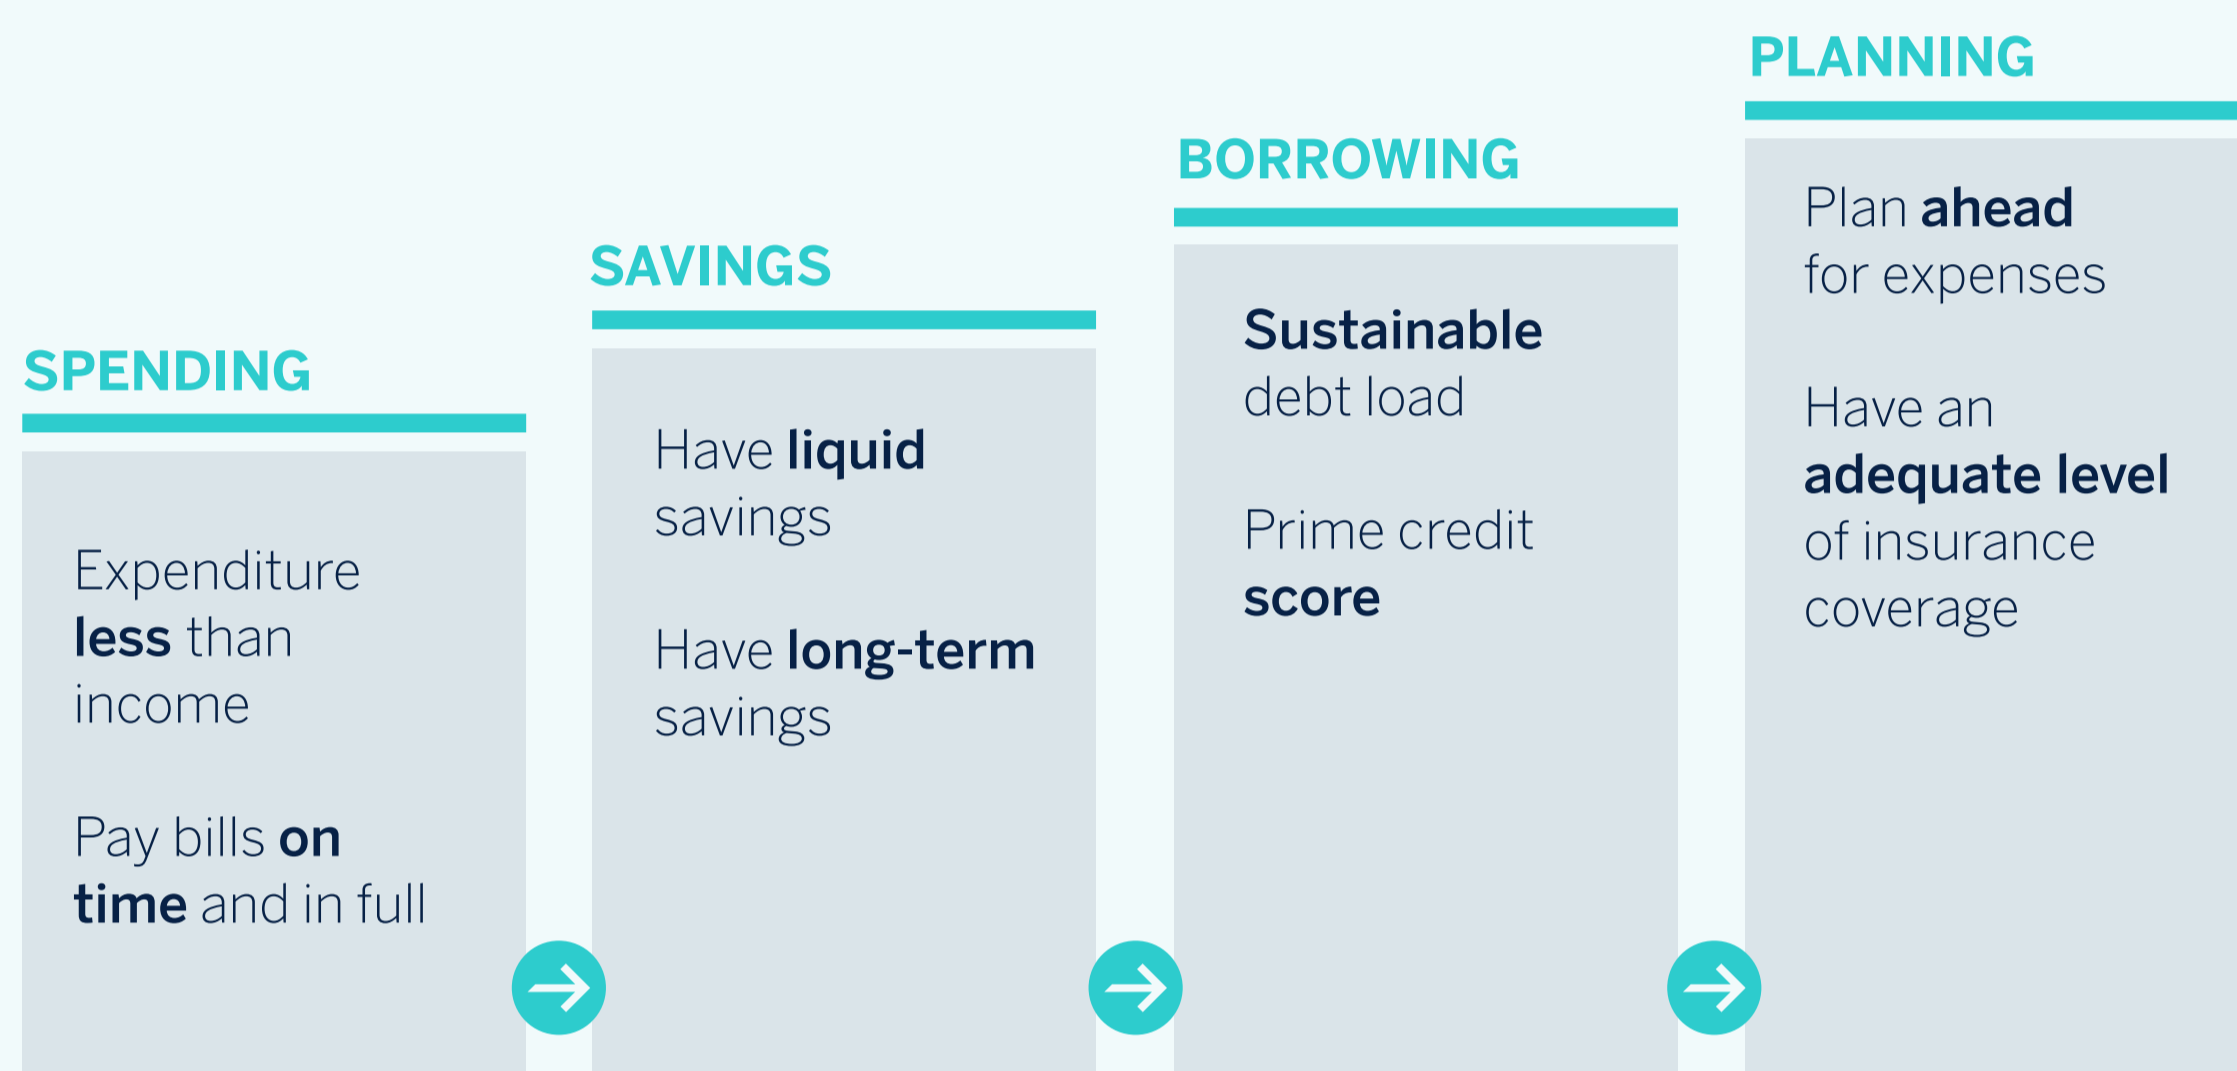 SPENDING
Expenditure
less than
income
Pay bills on
time and in full
SAVINGS
Have liquid
savings
Have long-term
savings
BORROWING
Sustainable
debt load
Prime credit
score
PLANNING
Plan ahead
for expenses
Have an
adequate level
of insurance
coverage